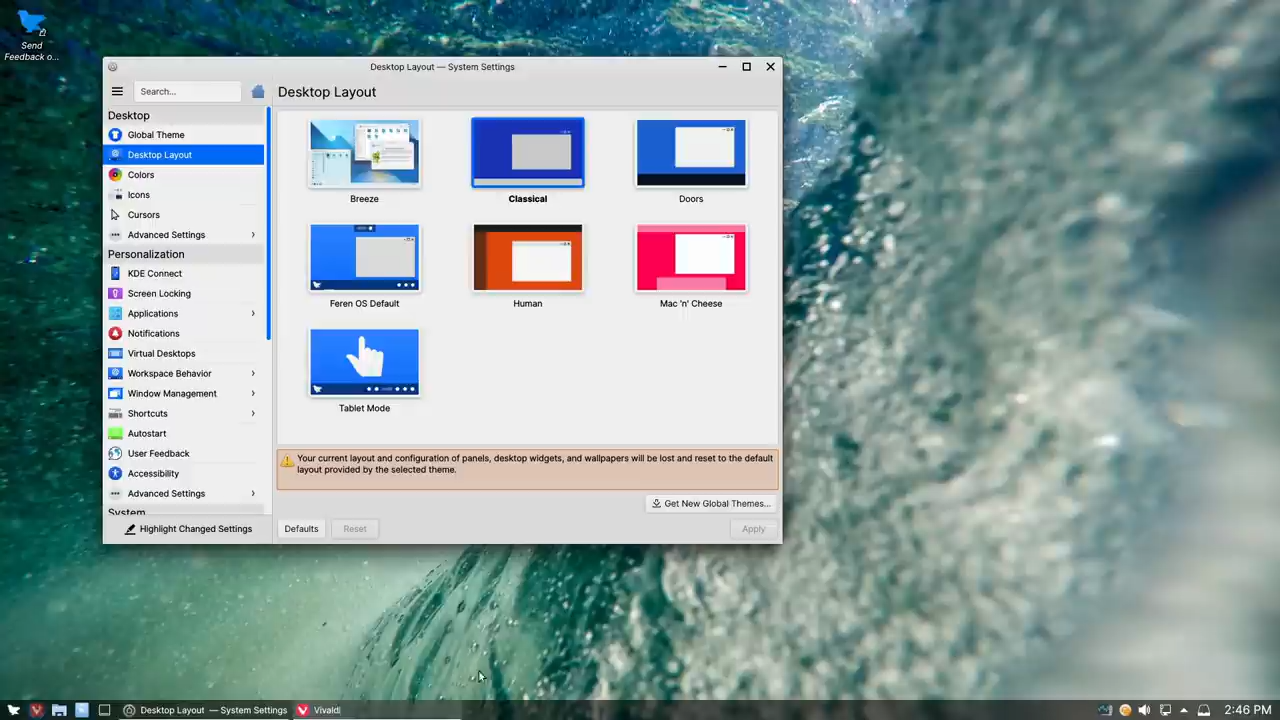 Send
Feedback o...
Desktop Layout — System Settings
Search...
Desktop Layout
Desktop
Global Theme
Desktop Layout
Colors
Icons
Cursors
Advanced Settings
Personalization
KDE Connect
Screen Locking
Applications
Notifications
Virtual Desktops
Workspace Behavior
Window Management
Shortcuts
Autostart
User Feedback
Accessibility
Advanced Settings
System
Highlight Changed Settings
Breeze
Classical
Doors
Feren OS Default
Human
Mac 'n' Cheese
Tablet Mode
Your current layout and configuration of panels, desktop widgets, and wallpapers will be lost and reset to the default
layout provided by the selected theme.
Get New Global Themes...
Defaults
Reset
Apply
Desktop Layout — System Settings
Vivaldi
2:46 PM